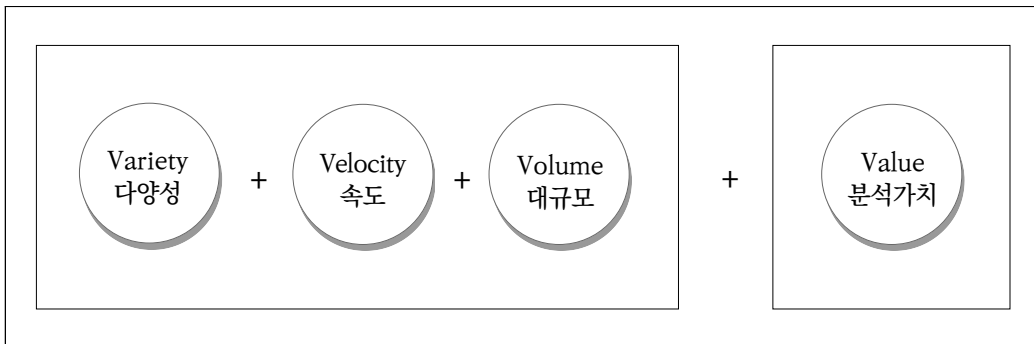 Variety
다양성
+
Velocity
속도
+
Volume
대규모
+
Value
분석가치